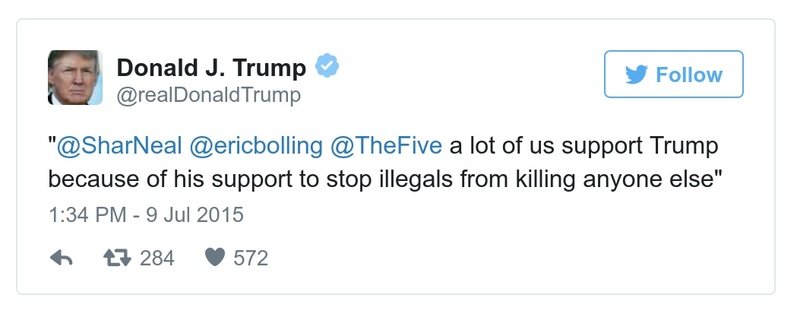 Donald J. Trump
@realDonaldTrump
Follow
"@SharNeal @ericbolling @TheFive a lot of us support Trump
because of his support to stop illegals from killing anyone else"
1:34 PM - 9 Jul 2015
284 572